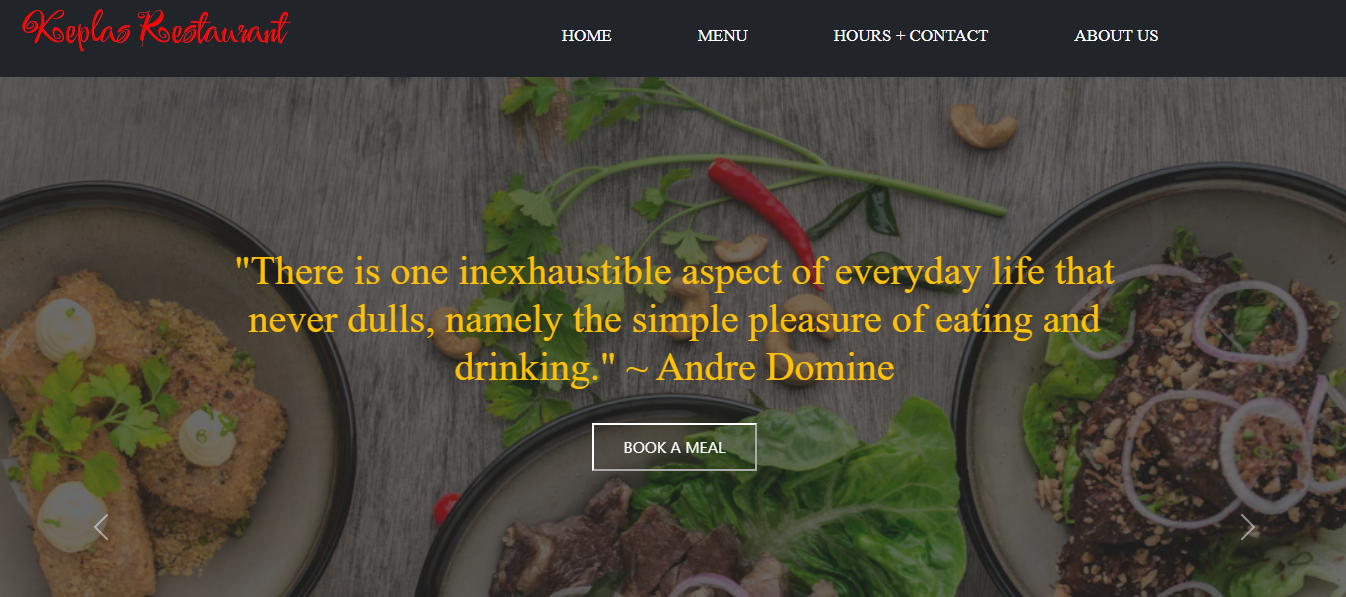 Keplas Restaurant
HOME MENU HOURS + CONTACT ABOUT US
"There is one inexhaustible aspect of everyday life that
never dulls, namely the simple pleasure of eating and
drinking." ~ Andre Domine
BOOK A MEAL